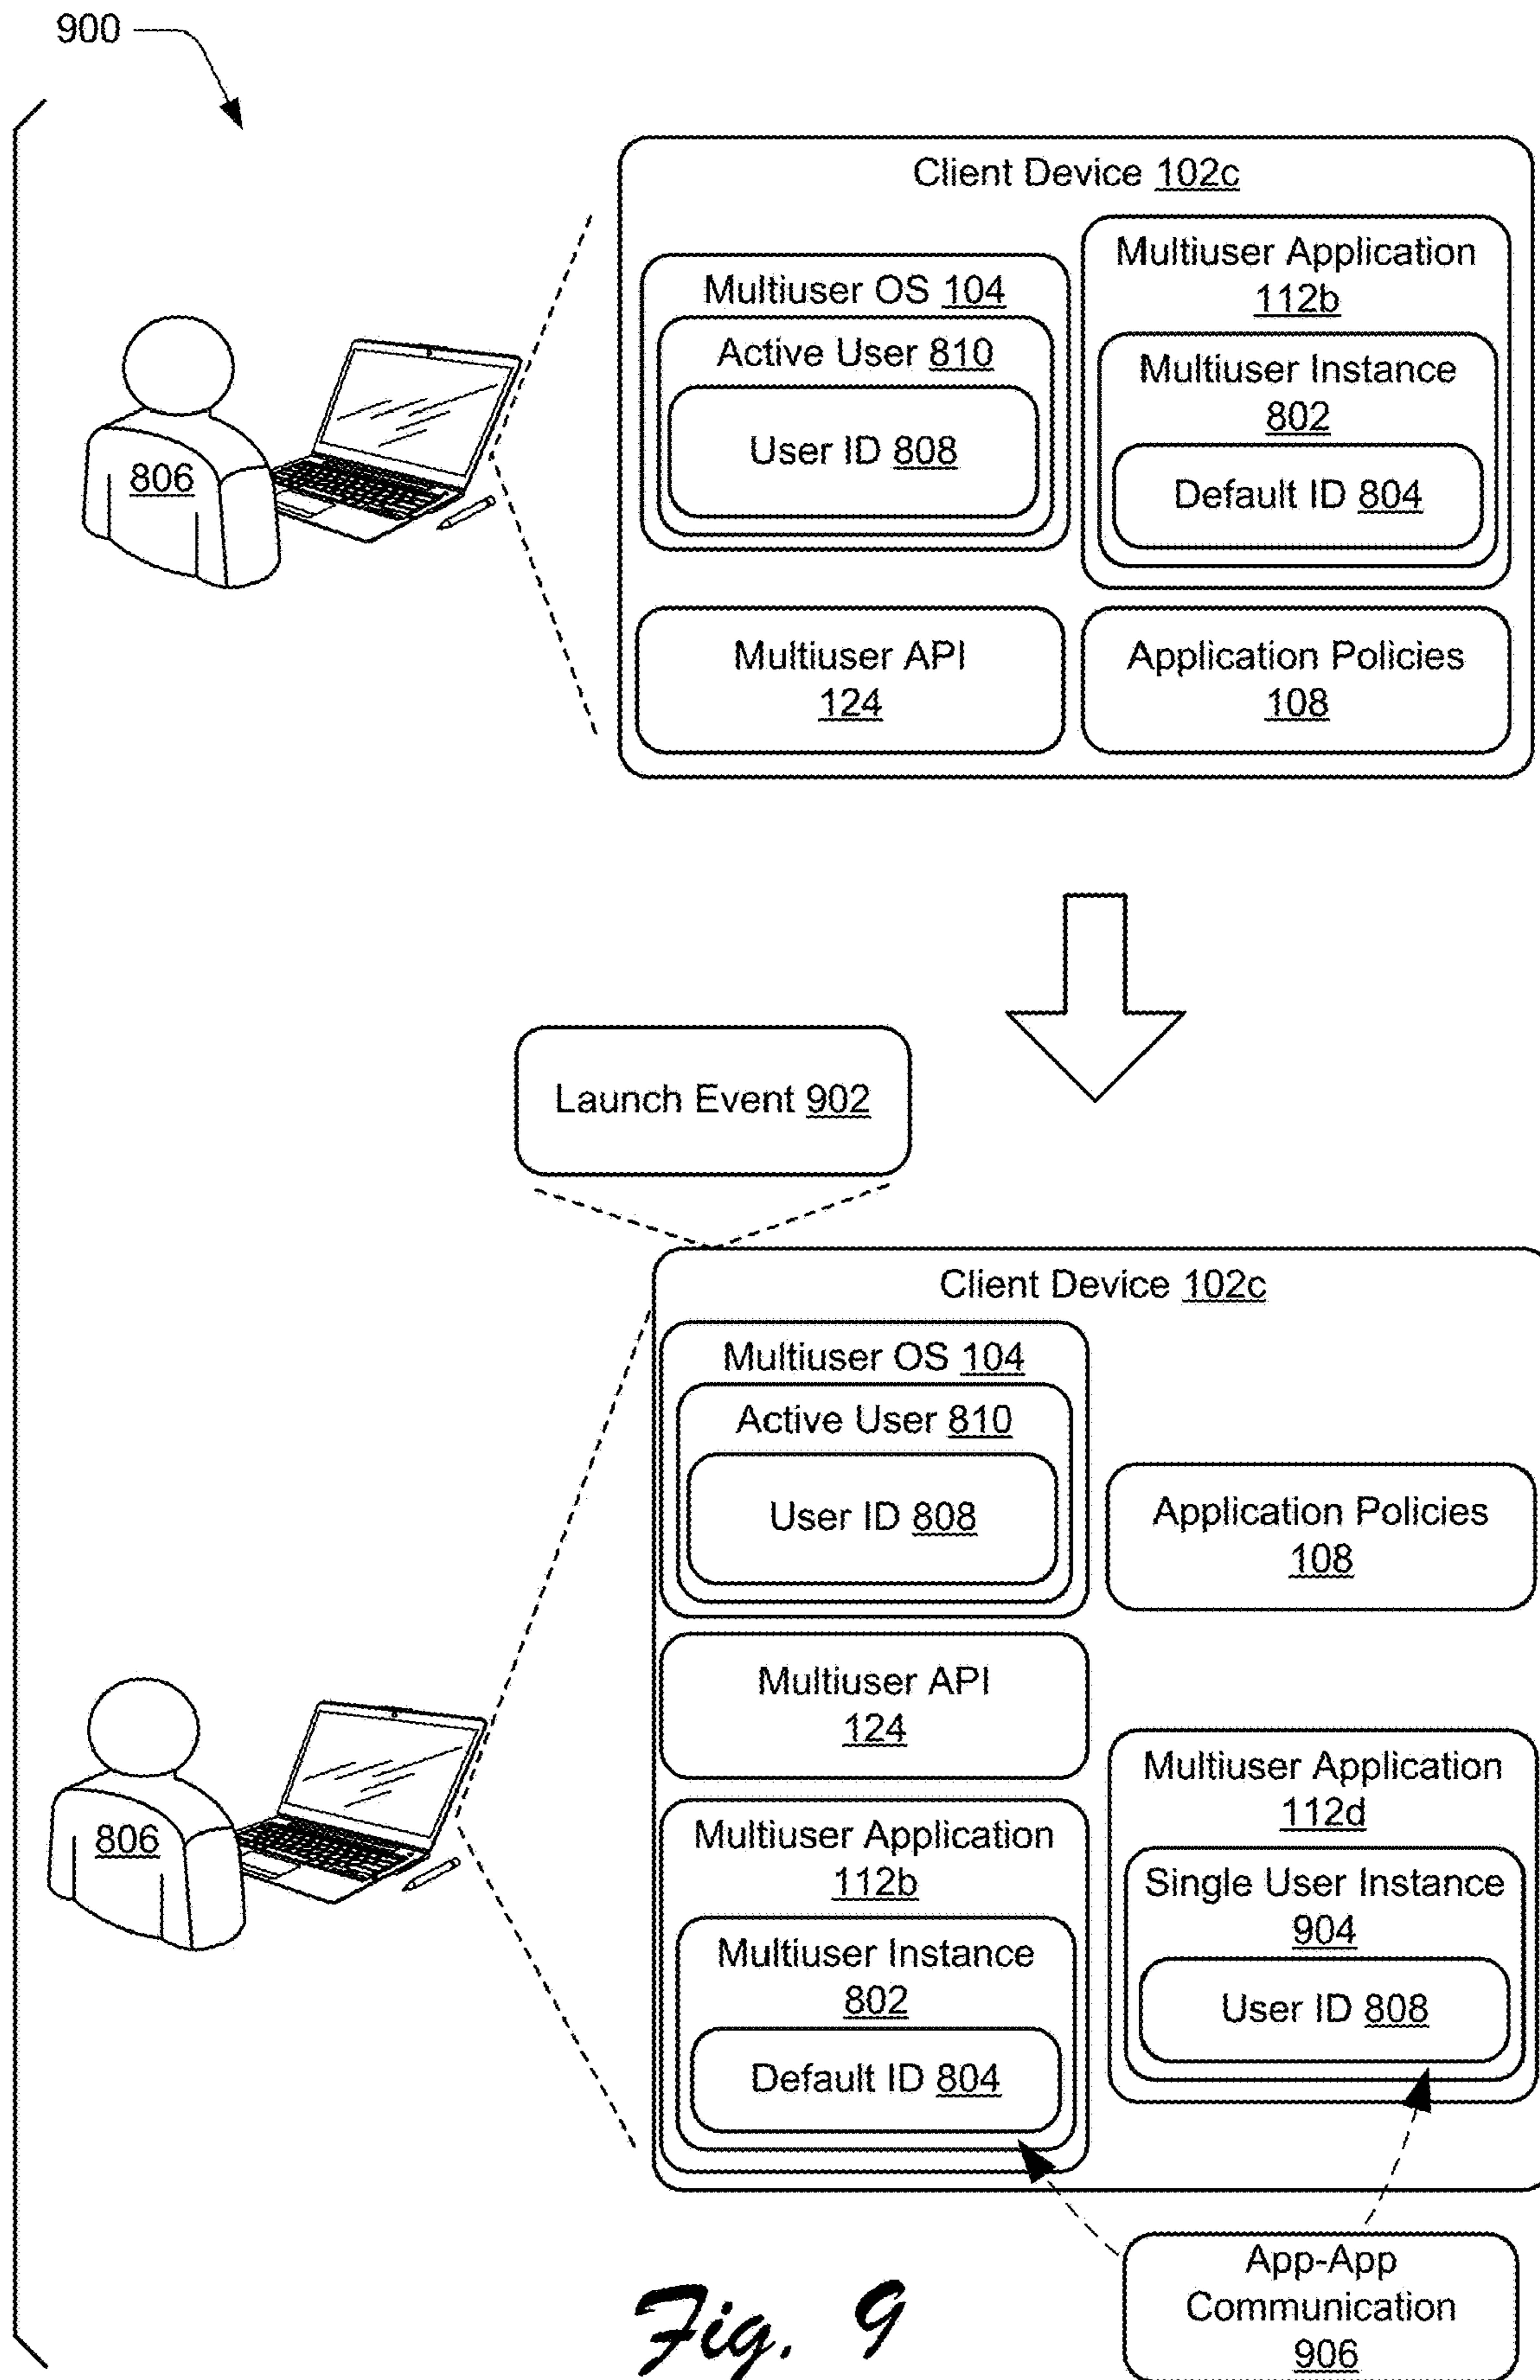 900
Client Device 102c
Multiuser OS 104
Active User 810
User ID 808
Multiuser Application
112b
Multiuser Instance
802
Default ID 804
806
Multiuser API
124
Application Policies
108
Launch Event 902
Client Device 102c
Multiuser OS 104
Active User 810
User ID 808
Application Policies
108
Multiuser API
124
806
Multiuser Application
112b
Multiuser Instance
802
Default ID 804
Multiuser Application
112d
Single User Instance
904
User ID 808
App-App
Communication
906
Fig. 9